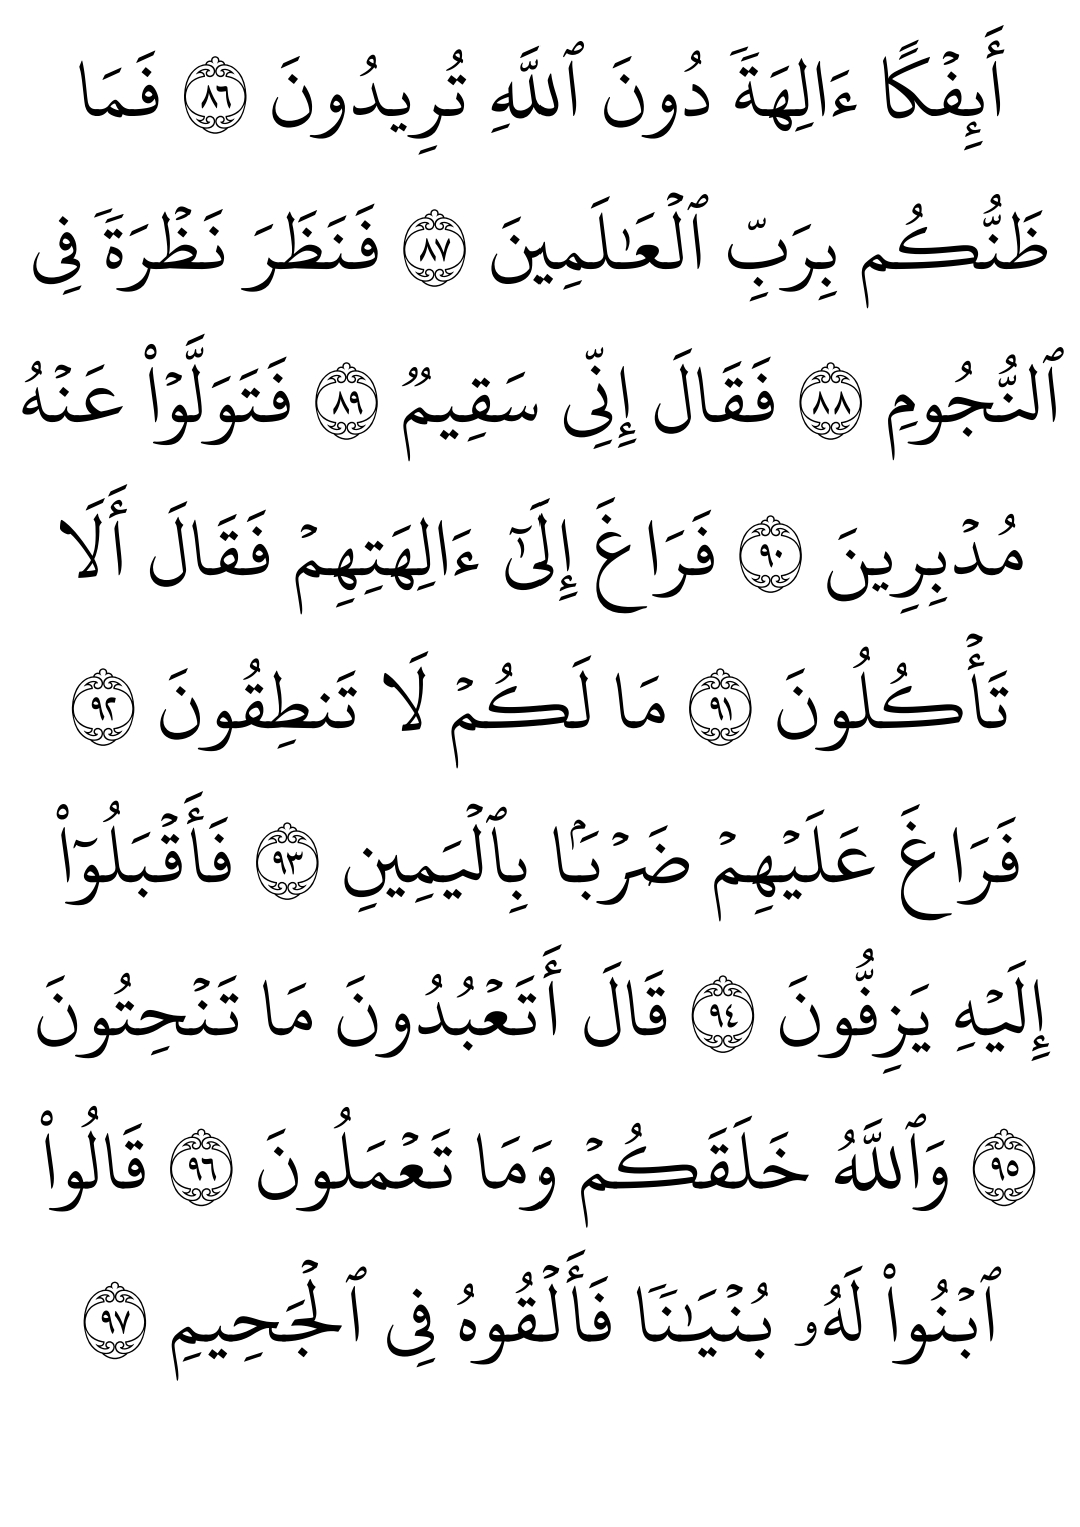 أَئِفۡكًا ءَالِهَةٗ دُونَ ٱللَّهِ تُرِيدُونَ ٨٦ فَمَا
ظَنُّكُم بِرَبِّ ٱلۡعَٰلَمِينَ ٨٧ فَنَظَرَ نَظۡرَةٗ فِي
ٱلنُّجُومِ ٨٨ فَقَالَ إِنِّي سَقِيمٞ ٨٩ فَتَوَلَّوۡاْ عَنۡهُ
مُدۡبِرِينَ ٩٠ فَرَاغَ إِلَىٰٓ ءَالِهَتِهِمۡ فَقَالَ أَلَا
تَأۡكُلُونَ ٩١ مَا لَكُمۡ لَا تَنطِقُونَ ٩٢
فَرَاغَ عَلَيۡهِمۡ ضَرۡبَۢا بِٱلۡيَمِينِ ٩٣ فَأَقۡبَلُوٓاْ
إِلَيۡهِ يَزِفُّونَ ٩٤ قَالَ أَتَعۡبُدُونَ مَا تَنۡحِتُونَ
٩٥ وَٱللَّهُ خَلَقَكُمۡ وَمَا تَعۡمَلُونَ ٩٦ قَالُواْ
ٱبۡنُواْ لَهُۥ بُنۡيَٰنٗا فَأَلۡقُوهُ فِي ٱلۡجَحِيمِ ٩٧